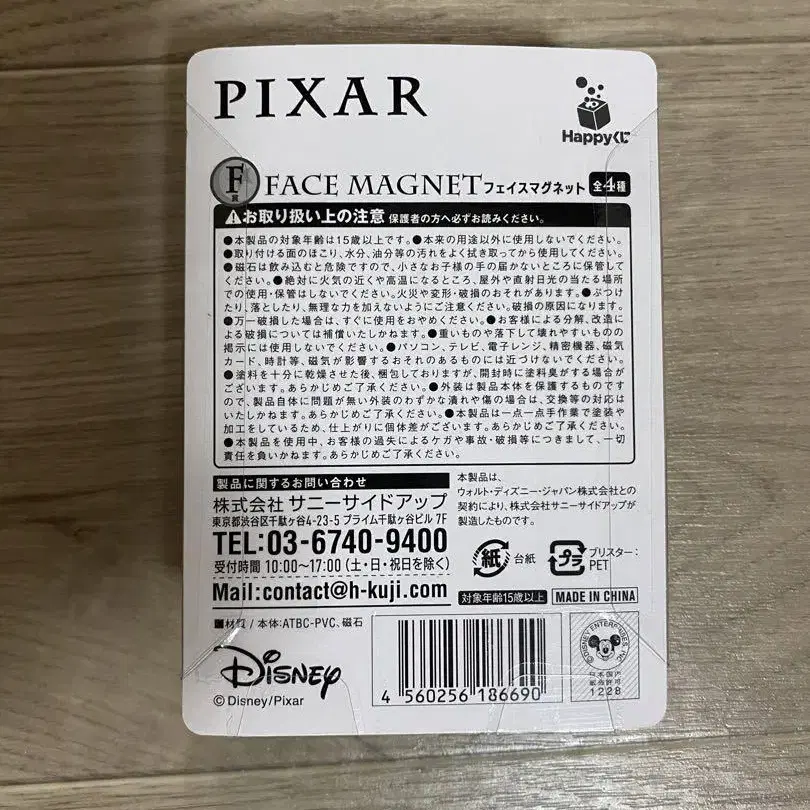 PIXAR
Happyくじ
F賞 FACE MAGNET フェイスマグネット 全4種
お取り扱い上の注意 保護者の方へ必ずお読みください。
●本製品の対象年齢は15歳以上です。●本来の用途以外に使用しないでください。
●取り付ける面のほこり、水分、油分等の汚れをよく拭き取ってから使用してください。
●磁石は飲み込むと危険ですので、小さなお子様の手の届かないところに保管して
ください。●絶対に火気の近くや高温になるところ、屋外や直射日光の当たる場所
での使用・保管はしないでください。火災や変形・破損のおそれがあります。●ぶつけ
たり、落としたり、無理な力を加えないようにご注意ください。破損の原因になります。
●万一破損した場合は、すぐに使用をおやめください。●お客様による分解、改造に
よる破損については補償いたしかねます。●重いものや落下して壊れやすいものの
掲示には使用しないでください。●パソコン、テレビ、電子レンジ、精密機器、磁気
カード、時計等、磁気が影響するおそれのあるものには近づけないでください。
●塗料を十分に乾燥させた後、梱包しておりますが、開封時に塗料臭がする場合が
ございます。あらかじめご了承ください。●外装は製品本体を保護するものですの
で、製品自体に問題が無い外装のわずかな潰れや傷の場合は、交換等の対応は
いたしかねます。あらかじめご了承ください。●本製品は一点一点手作業で塗装や
加工をしているため、仕上がりに個体差がございます。あらかじめご了承ください。
●本製品を使用中、お客様の過失によるケガや事故・破損等につきまして、一切
責任を負いかねます。あらかじめご了承ください。
製品に関するお問い合わせ
株式会社 サニーサイドアップ
東京都渋谷区千駄ヶ谷4-23-5 プライム千駄ヶ谷ビル 7F
TEL:03-6740-9400
受付時間 10:00〜17:00 (土・日・祝日を除く)
Mail:contact@h-kuji.com
本製品は、
ウォルト・ディズニー・ジャパン株式会社との
契約により、株式会社サニーサイドアップが
製造したものです。
紙 台紙
プラ ブリスター:
PET
対象年齢15歳以上 MADE IN CHINA
■材質 / 本体:ATBC-PVC、磁石
Disney
©Disney/Pixar
4 560256 186690
©DISNEY ENTERPRISES, INC.
日本国内
販売許可
1228